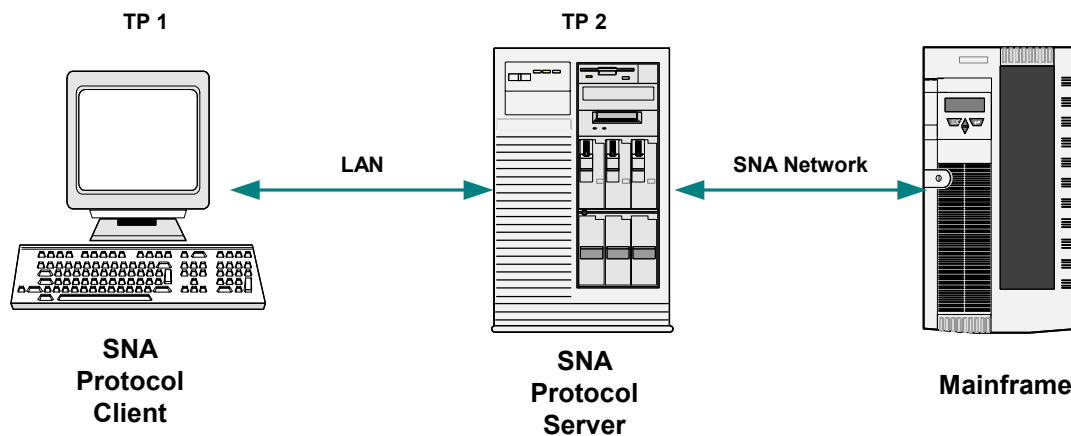 TP 1
TP 2
LAN
SNA Network
SNA
Protocol
Client
SNA
Protocol
Server
Mainframe